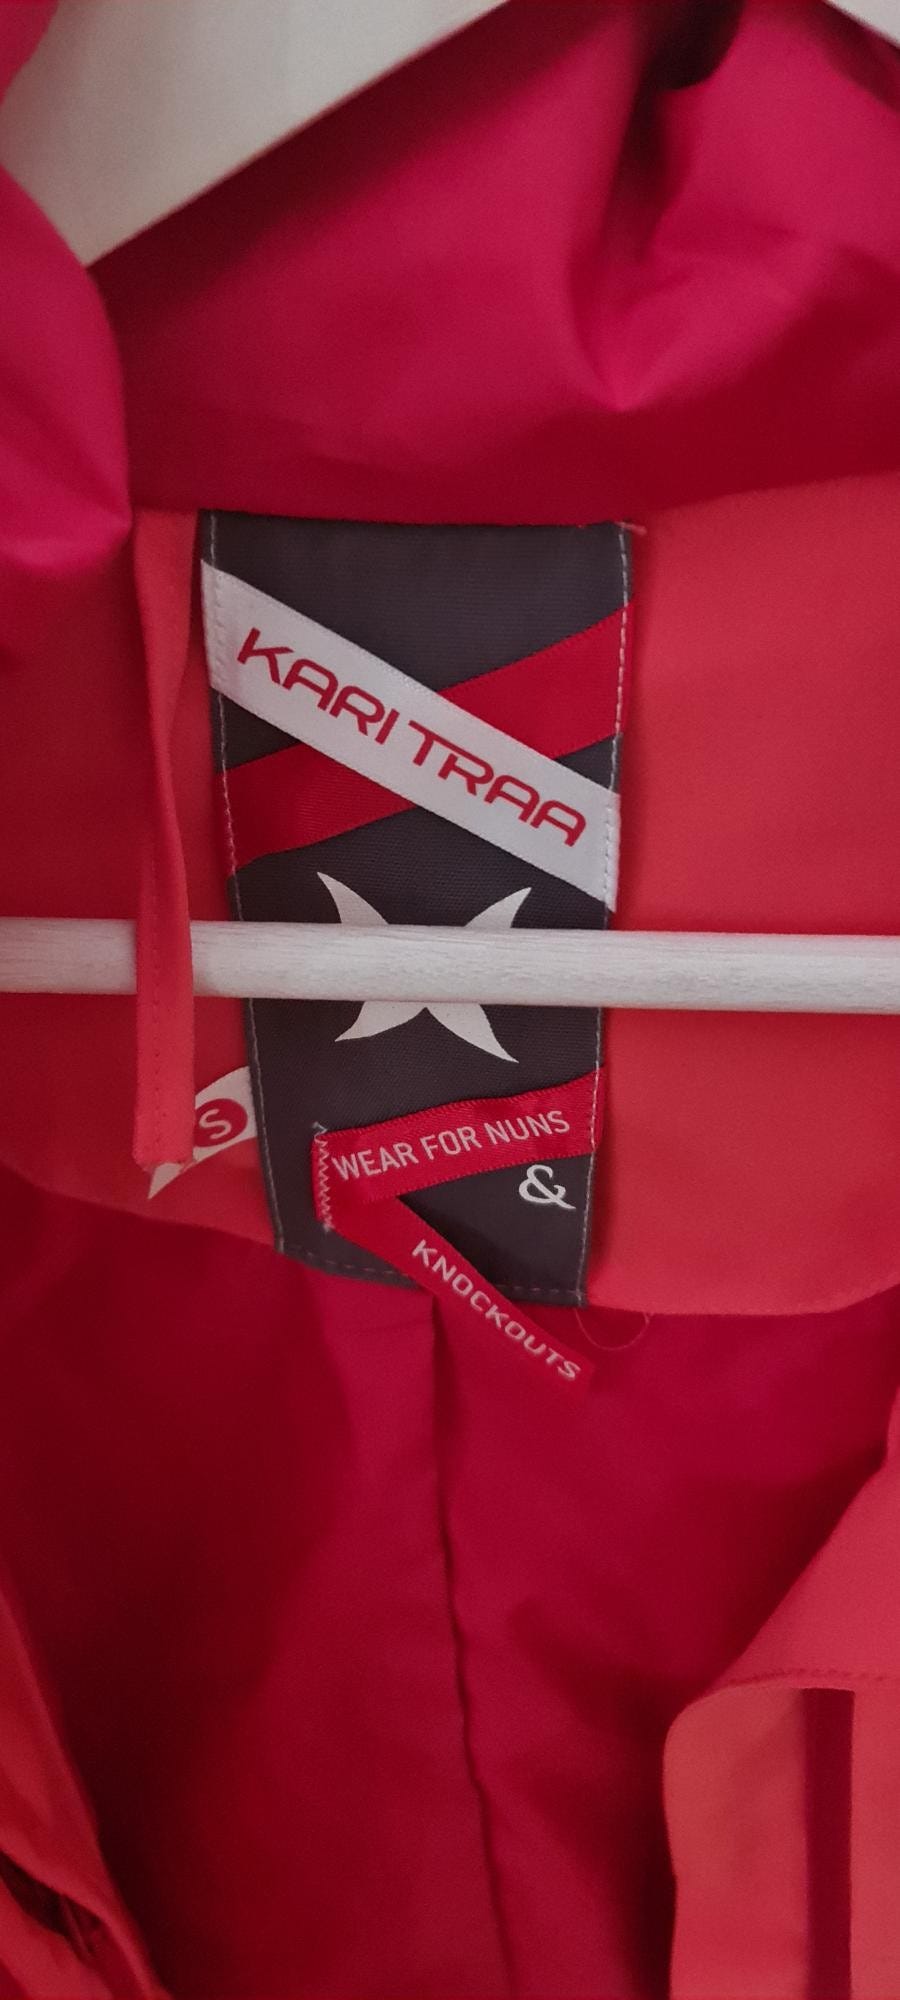 KARI TRAA
S
WEAR FOR NUNS
&
KNOCKOUTS